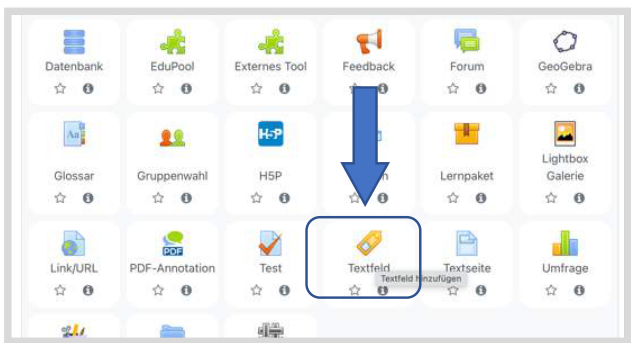 Datenbank EduPool Externes Tool Feedback Forum GeoGebra
Aa H-P
Lightbox
Glossar Gruppenwahl H5P Lernpaket Galerie
PDF
Link/URL PDF-Annotation Test Textfeld Textseite Umfrage
Textfeld hinzufügen